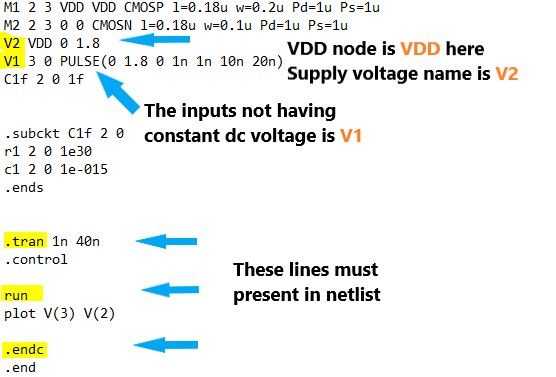 M1 2 3 VDD VDD CMOSP l=0.18u w=0.2u Pd=1u Ps=1u
M2 2 3 0 0 CMOSN l=0.18u w=0.1u Pd=1u Ps=1u
V2 VDD 0 1.8
VDD node is VDD here
V1 3 0 PULSE(0 1.8 0 1n 1n 10n 20n)
Supply voltage name is V2
C1f 2 0 1f
The inputs not having
constant dc voltage is V1
.subckt C1f 2 0
r1 2 0 1e30
c1 2 0 1e-015
.ends
.tran 1n 40n
.control
These lines must
present in netlist
run
plot V(3) V(2)
.endc
.end